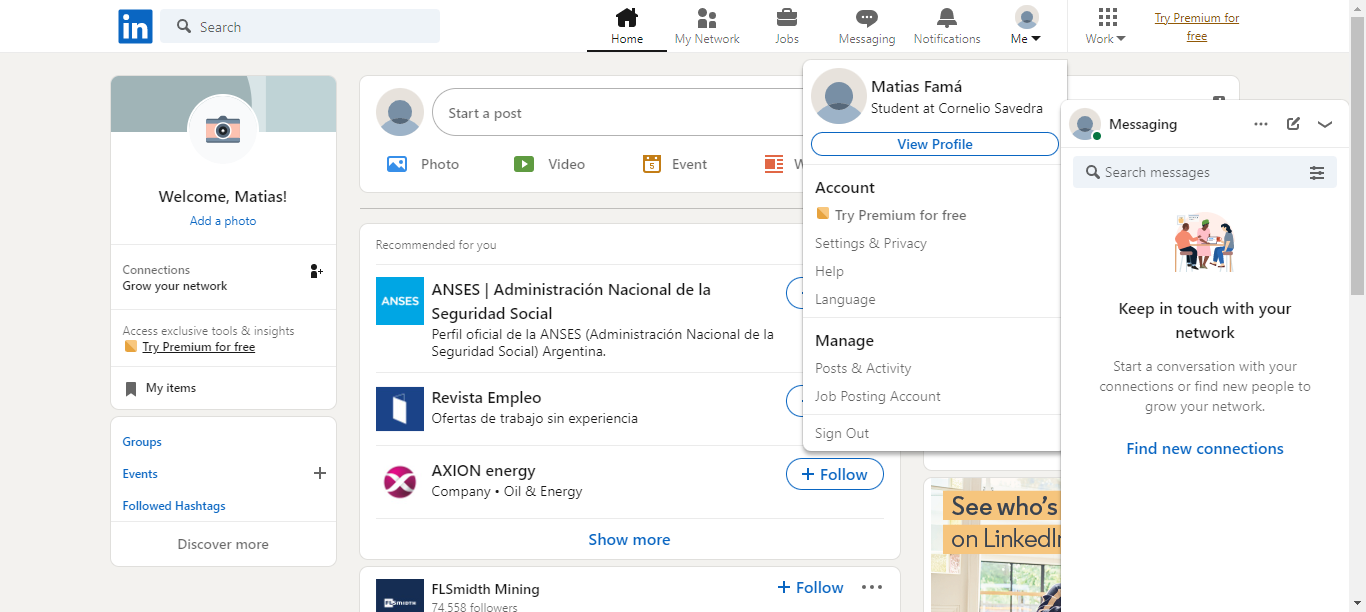 in
Search
Home
My Network
Jobs
Messaging
Notifications
Me
Work
Try Premium for
free
Welcome, Matias!
Add a photo
Connections
Grow your network
Access exclusive tools & insights
Try Premium for free
My items
Groups
Events
Followed Hashtags
Discover more
Start a post
Photo
Video
5
Event
Recommended for you
ANSES
ANSES | Administración Nacional de la
Seguridad Social
Perfil oficial de la ANSES (Administración Nacional de la
Seguridad Social) Argentina.
Revista Empleo
Ofertas de trabajo sin experiencia
AXION energy
Company • Oil & Energy
+ Follow
Show more
FLSMIDTH
FLSmidth Mining
74,558 followers
+ Follow
Matias Famá
Student at Cornelio Savedra
View Profile
Account
Try Premium for free
Settings & Privacy
Help
Language
Manage
Posts & Activity
Job Posting Account
Sign Out
See who's
on LinkedIn
Messaging
Search messages
Keep in touch with your
network
Start a conversation with your
connections or find new people to
grow your network.
Find new connections